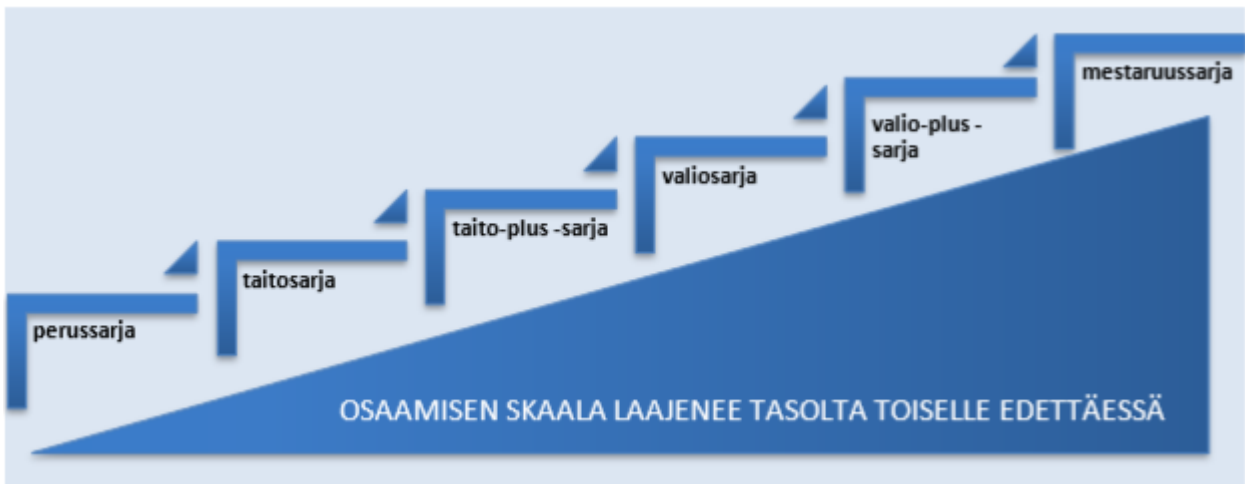 perussarja
taitosarja
taito-plus -sarja
valiosarja
valio-plus -
sarja
mestaruussarja
OSAAMISEN SKAALA LAAJENEE TASOLTA TOISELLE EDETTÄESSÄ